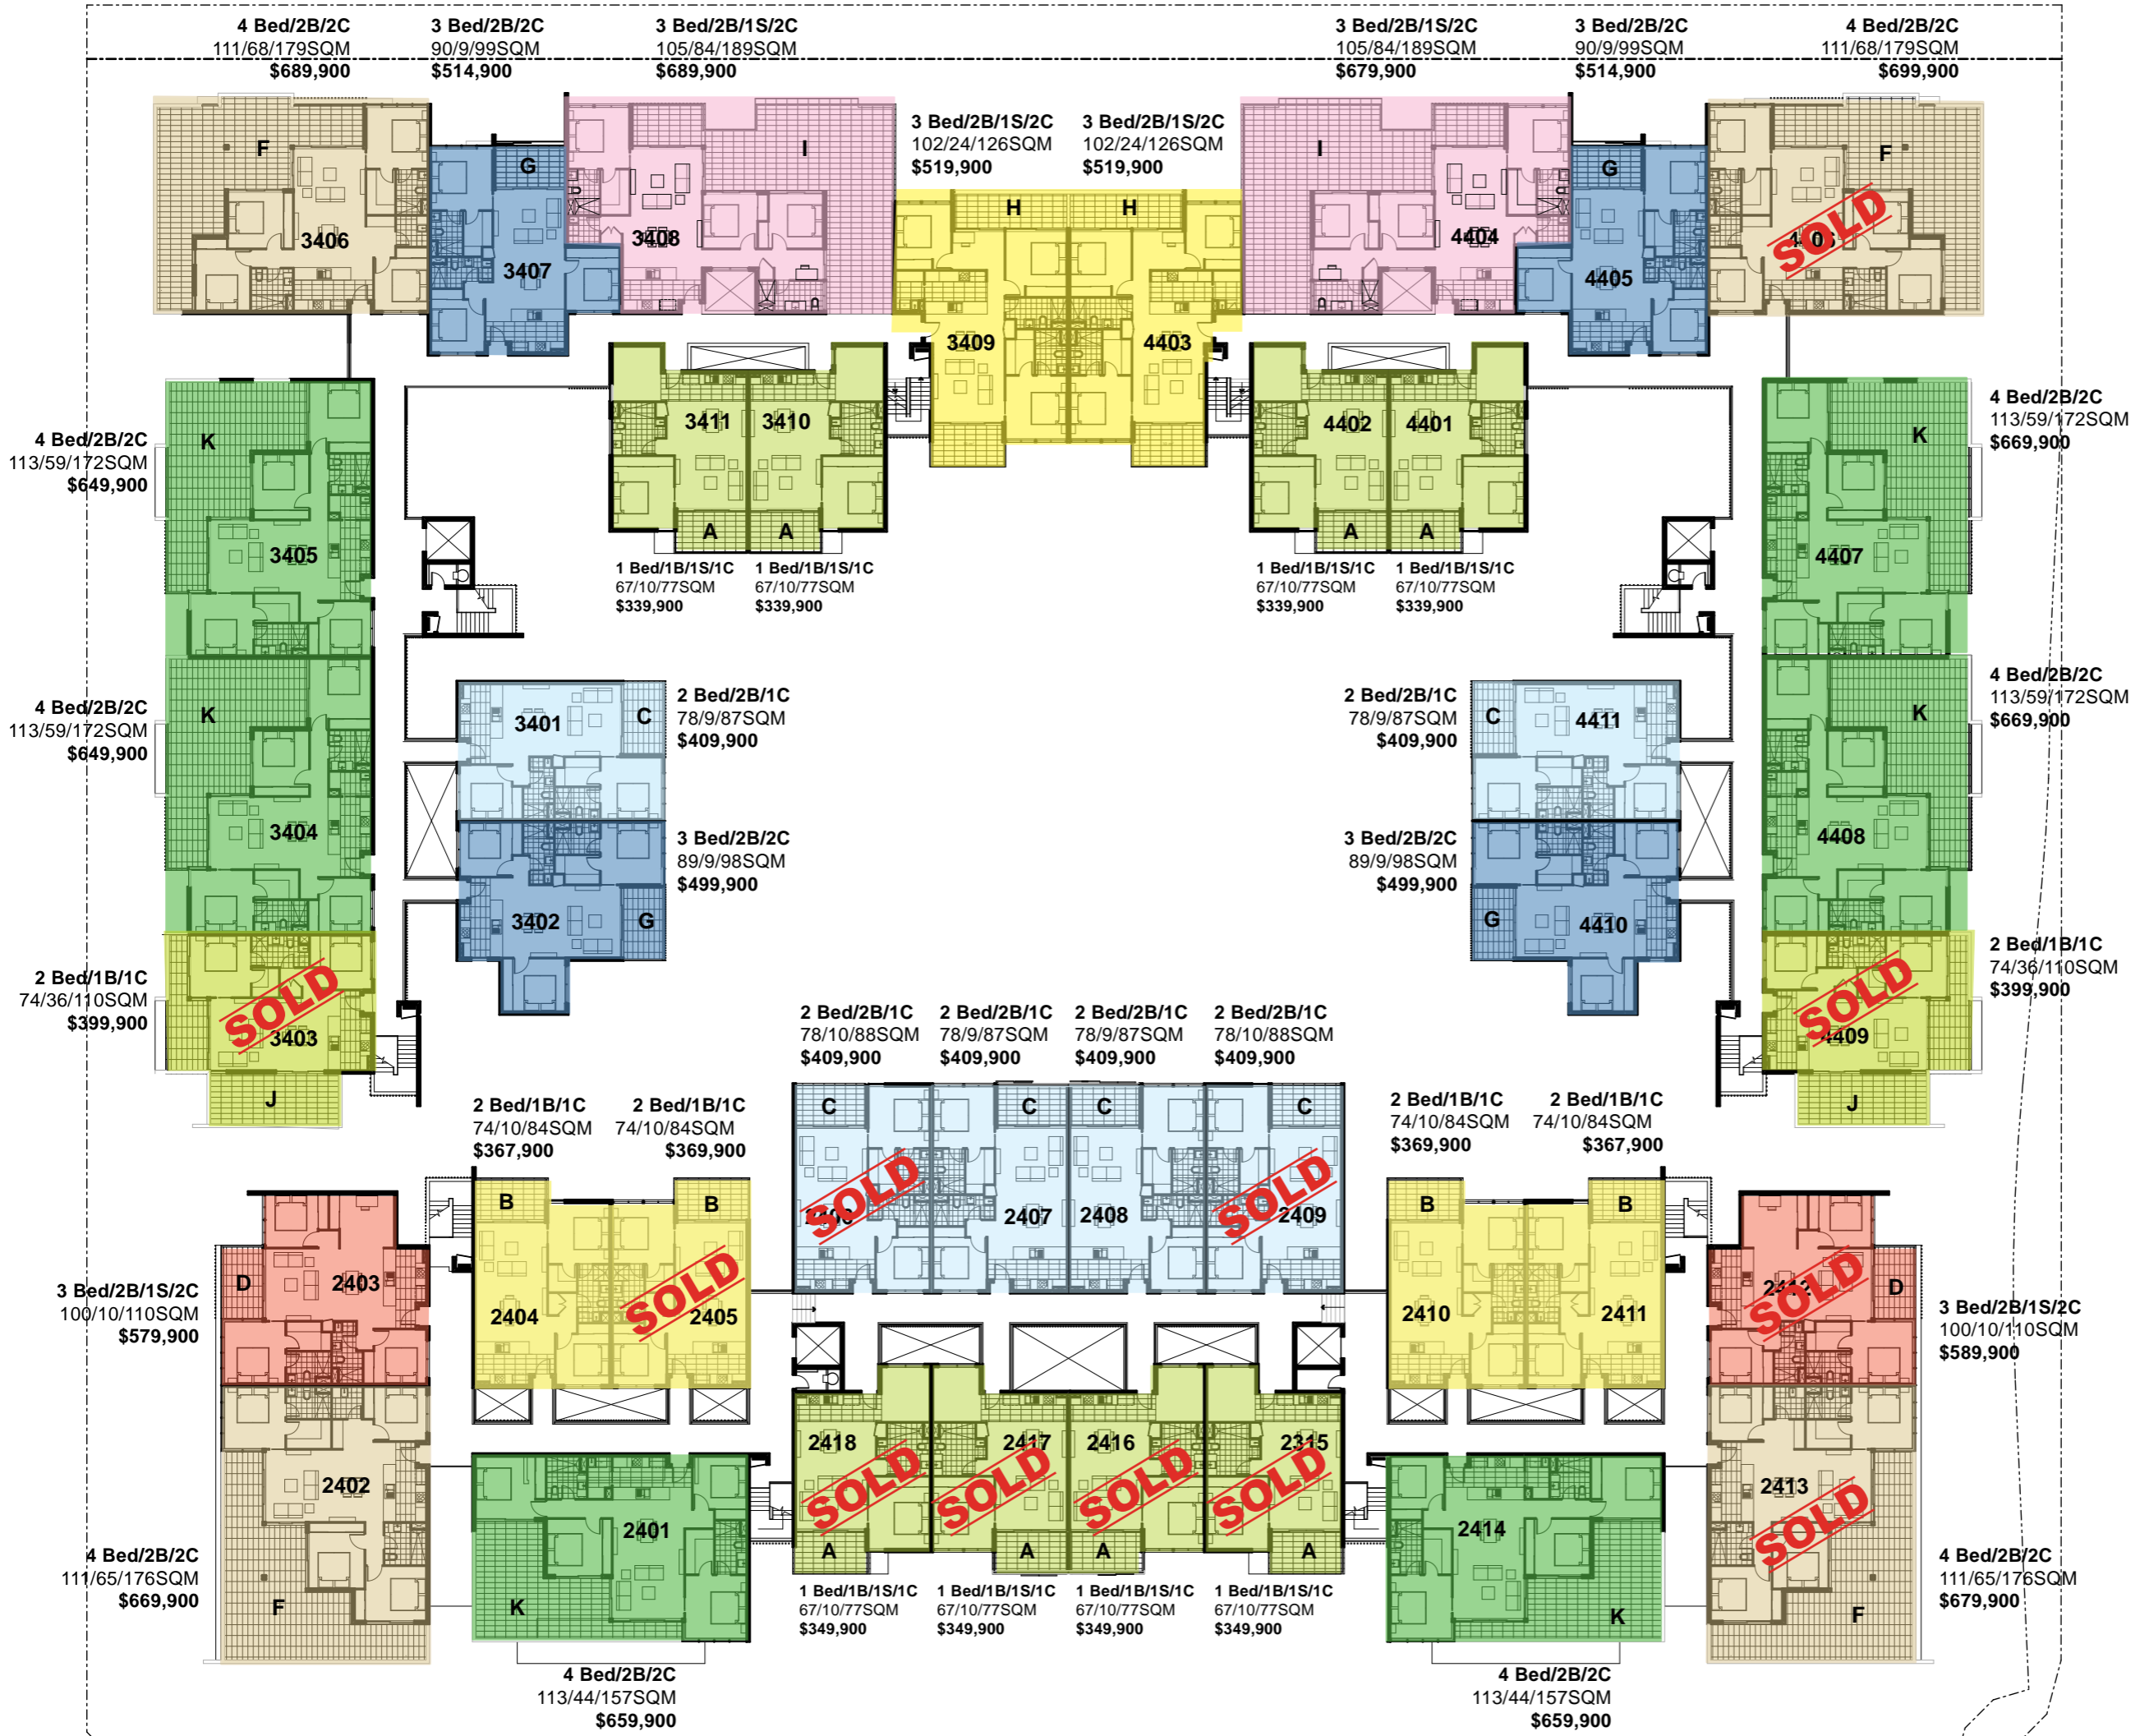 4 Bed/2B/2C
111/68/179SQM
$689,900
3 Bed/2B/2C
90/9/99SQM
$514,900
3 Bed/2B/1S/2C
105/84/189SQM
$689,900
3 Bed/2B/1S/2C
105/84/189SQM
$679,900
3 Bed/2B/2C
90/9/99SQM
$514,900
4 Bed/2B/2C
111/68/179SQM
$699,900
3 Bed/2B/1S/2C
102/24/126SQM
$519,900
3 Bed/2B/1S/2C
102/24/126SQM
$519,900
F
G
I
H
H
I
G
F
3406
3407
3408
3409
4403
4404
4405
4406
SOLD
3411
3410
4402
4401
A
A
A
A
1 Bed/1B/1S/1C
67/10/77SQM
$339,900
1 Bed/1B/1S/1C
67/10/77SQM
$339,900
1 Bed/1B/1S/1C
67/10/77SQM
$339,900
1 Bed/1B/1S/1C
67/10/77SQM
$339,900
4 Bed/2B/2C
113/59/172SQM
$649,900
K
3405
4 Bed/2B/2C
113/59/172SQM
$669,900
K
4407
4 Bed/2B/2C
113/59/172SQM
$649,900
K
3404
3401
C
2 Bed/2B/1C
78/9/87SQM
$409,900
2 Bed/2B/1C
78/9/87SQM
$409,900
C
4411
4 Bed/2B/2C
113/59/172SQM
$669,900
K
4408
3 Bed/2B/2C
89/9/98SQM
$499,900
3402
G
3 Bed/2B/2C
89/9/98SQM
$499,900
G
4410
2 Bed/1B/1C
74/36/110SQM
$399,900
SOLD
3403
J
2 Bed/1B/1C
74/36/110SQM
$399,900
SOLD
4409
J
2 Bed/2B/1C
78/10/88SQM
$409,900
2 Bed/2B/1C
78/9/87SQM
$409,900
2 Bed/2B/1C
78/9/87SQM
$409,900
2 Bed/2B/1C
78/10/88SQM
$409,900
2 Bed/1B/1C
74/10/84SQM
$367,900
2 Bed/1B/1C
74/10/84SQM
$369,900
2 Bed/1B/1C
74/10/84SQM
$369,900
2 Bed/1B/1C
74/10/84SQM
$367,900
C
C
C
C
SOLD
2407
2408
SOLD
2409
B
B
B
B
2404
SOLD
2405
2410
2411
D
2403
3 Bed/2B/1S/2C
100/10/110SQM
$579,900
2412
SOLD
D
3 Bed/2B/1S/2C
100/10/110SQM
$589,900
2402
F
4 Bed/2B/2C
111/65/176SQM
$669,900
2401
K
4 Bed/2B/2C
113/44/157SQM
$659,900
2418
2417
2416
2315
SOLD
SOLD
SOLD
SOLD
A
A
A
A
1 Bed/1B/1S/1C
67/10/77SQM
$349,900
1 Bed/1B/1S/1C
67/10/77SQM
$349,900
1 Bed/1B/1S/1C
67/10/77SQM
$349,900
1 Bed/1B/1S/1C
67/10/77SQM
$349,900
2414
K
4 Bed/2B/2C
113/44/157SQM
$659,900
2413
SOLD
F
4 Bed/2B/2C
111/65/176SQM
$679,900